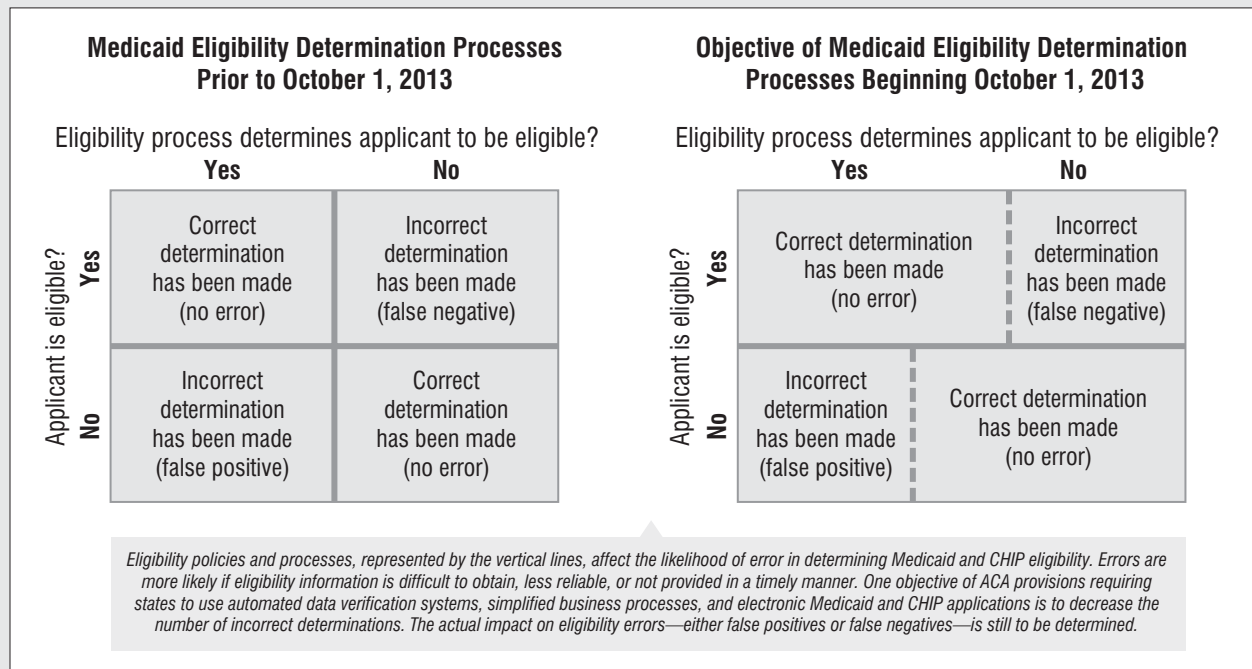 Medicaid Eligibility Determination Processes
Prior to October 1, 2013
Eligibility process determines applicant to be eligible?
Yes
No
Applicant is eligible?
Yes
No
Correct
determination
has been made
(no error)
Incorrect
determination
has been made
(false negative)
Incorrect
determination
has been made
(false positive)
Correct
determination
has been made
(no error)
Objective of Medicaid Eligibility Determination
Processes Beginning October 1, 2013
Eligibility process determines applicant to be eligible?
Yes
No
Applicant is eligible?
Yes
No
Correct determination
has been made
(no error)
Incorrect
determination
has been made
(false negative)
Incorrect
determination
has been made
(false positive)
Correct determination
has been made
(no error)
Eligibility policies and processes, represented by the vertical lines, affect the likelihood of error in determining Medicaid and CHIP eligibility. Errors are
more likely if eligibility information is difficult to obtain, less reliable, or not provided in a timely manner. One objective of ACA provisions requiring
states to use automated data verification systems, simplified business processes, and electronic Medicaid and CHIP applications is to decrease the
number of incorrect determinations. The actual impact on eligibility errors—either false positives or false negatives—is still to be determined.